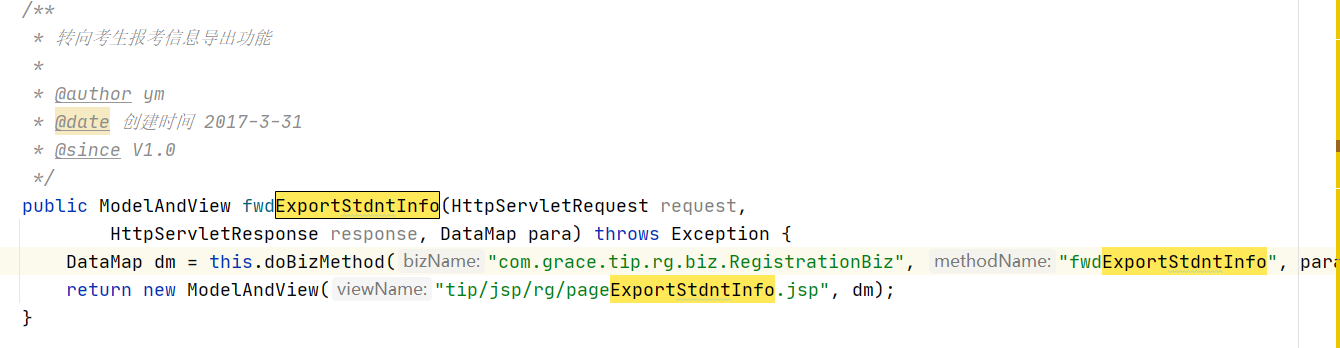 /**
 * 转向考生报考信息导出功能
 *
 * @author ym
 * @date 创建时间 2017-3-31
 * @since V1.0
 */
public ModelAndView fwdExportStdntInfo(HttpServletRequest request,
        HttpServletResponse response, DataMap para) throws Exception {
    DataMap dm = this.doBizMethod( bizName: "com.grace.tip.rg.biz.RegistrationBiz", methodName: "fwdExportStdntInfo", para
    return new ModelAndView( viewName: "tip/jsp/rg/pageExportStdntInfo.jsp", dm);
}